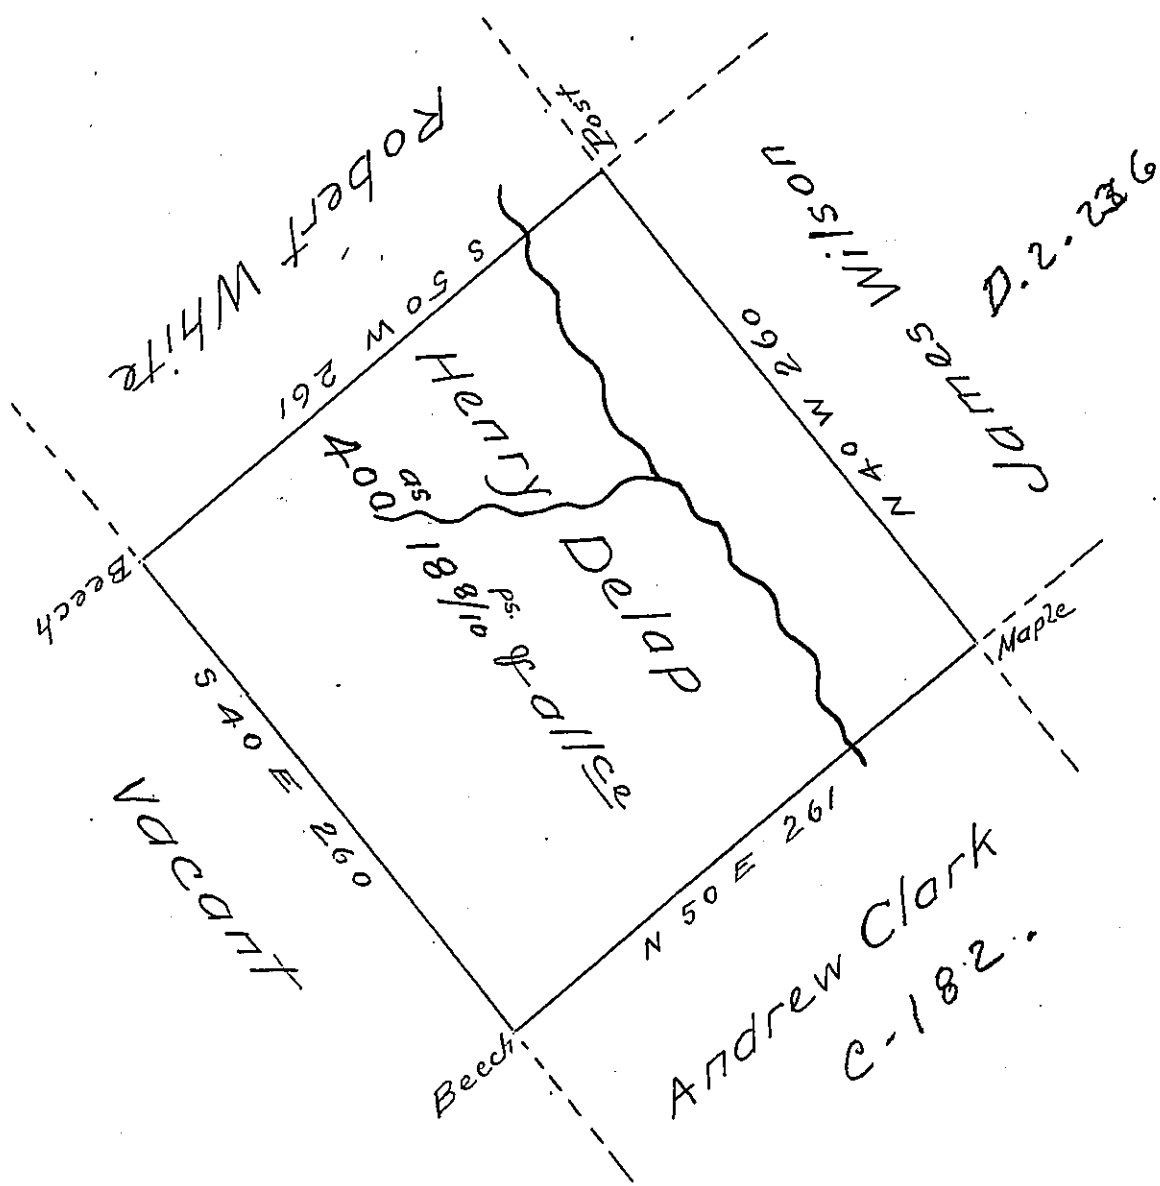 Post
Robert White
S 50 W 261
James Wilson
D.2.
N 40 W 260
Henry Delap
400 as
18 8/10 ps. & allce
Beech
Maple
S 40 E 260
Vacant
N 50 E 261
Andrew Clark
C-182.
Beech